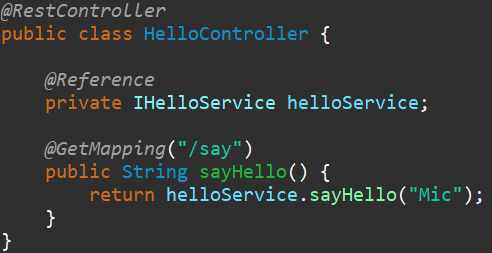 @RestController
public class HelloController {
@Reference
private IHelloService helloService;
@GetMapping("/say")
public String sayHello() {
return helloService.sayHello("Mic");
}
}